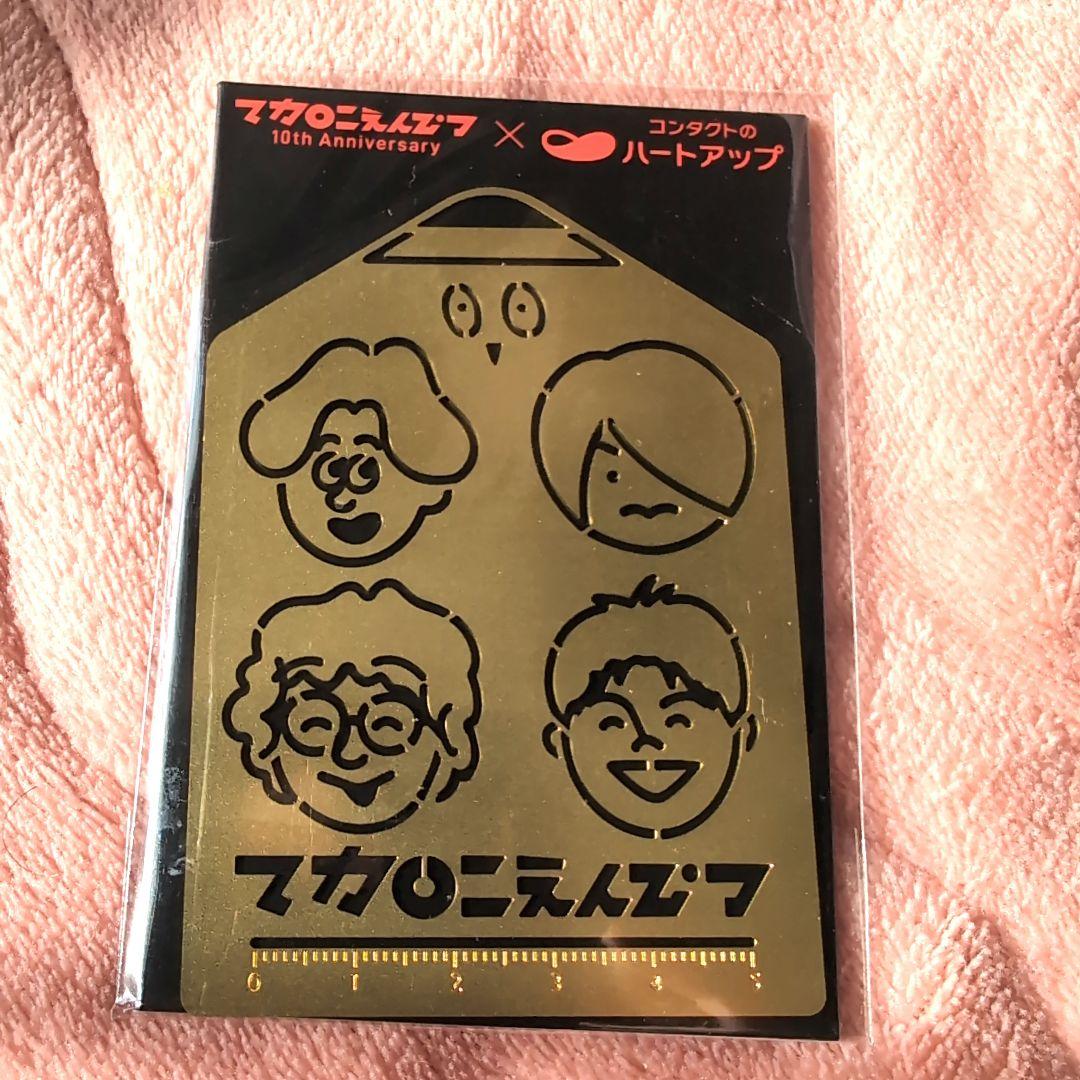 マカロニえんぴつ
10th Anniversary
×
コンタクトの
ハートアップ
マカロニえんぴつ
0 1 2 3 4 5